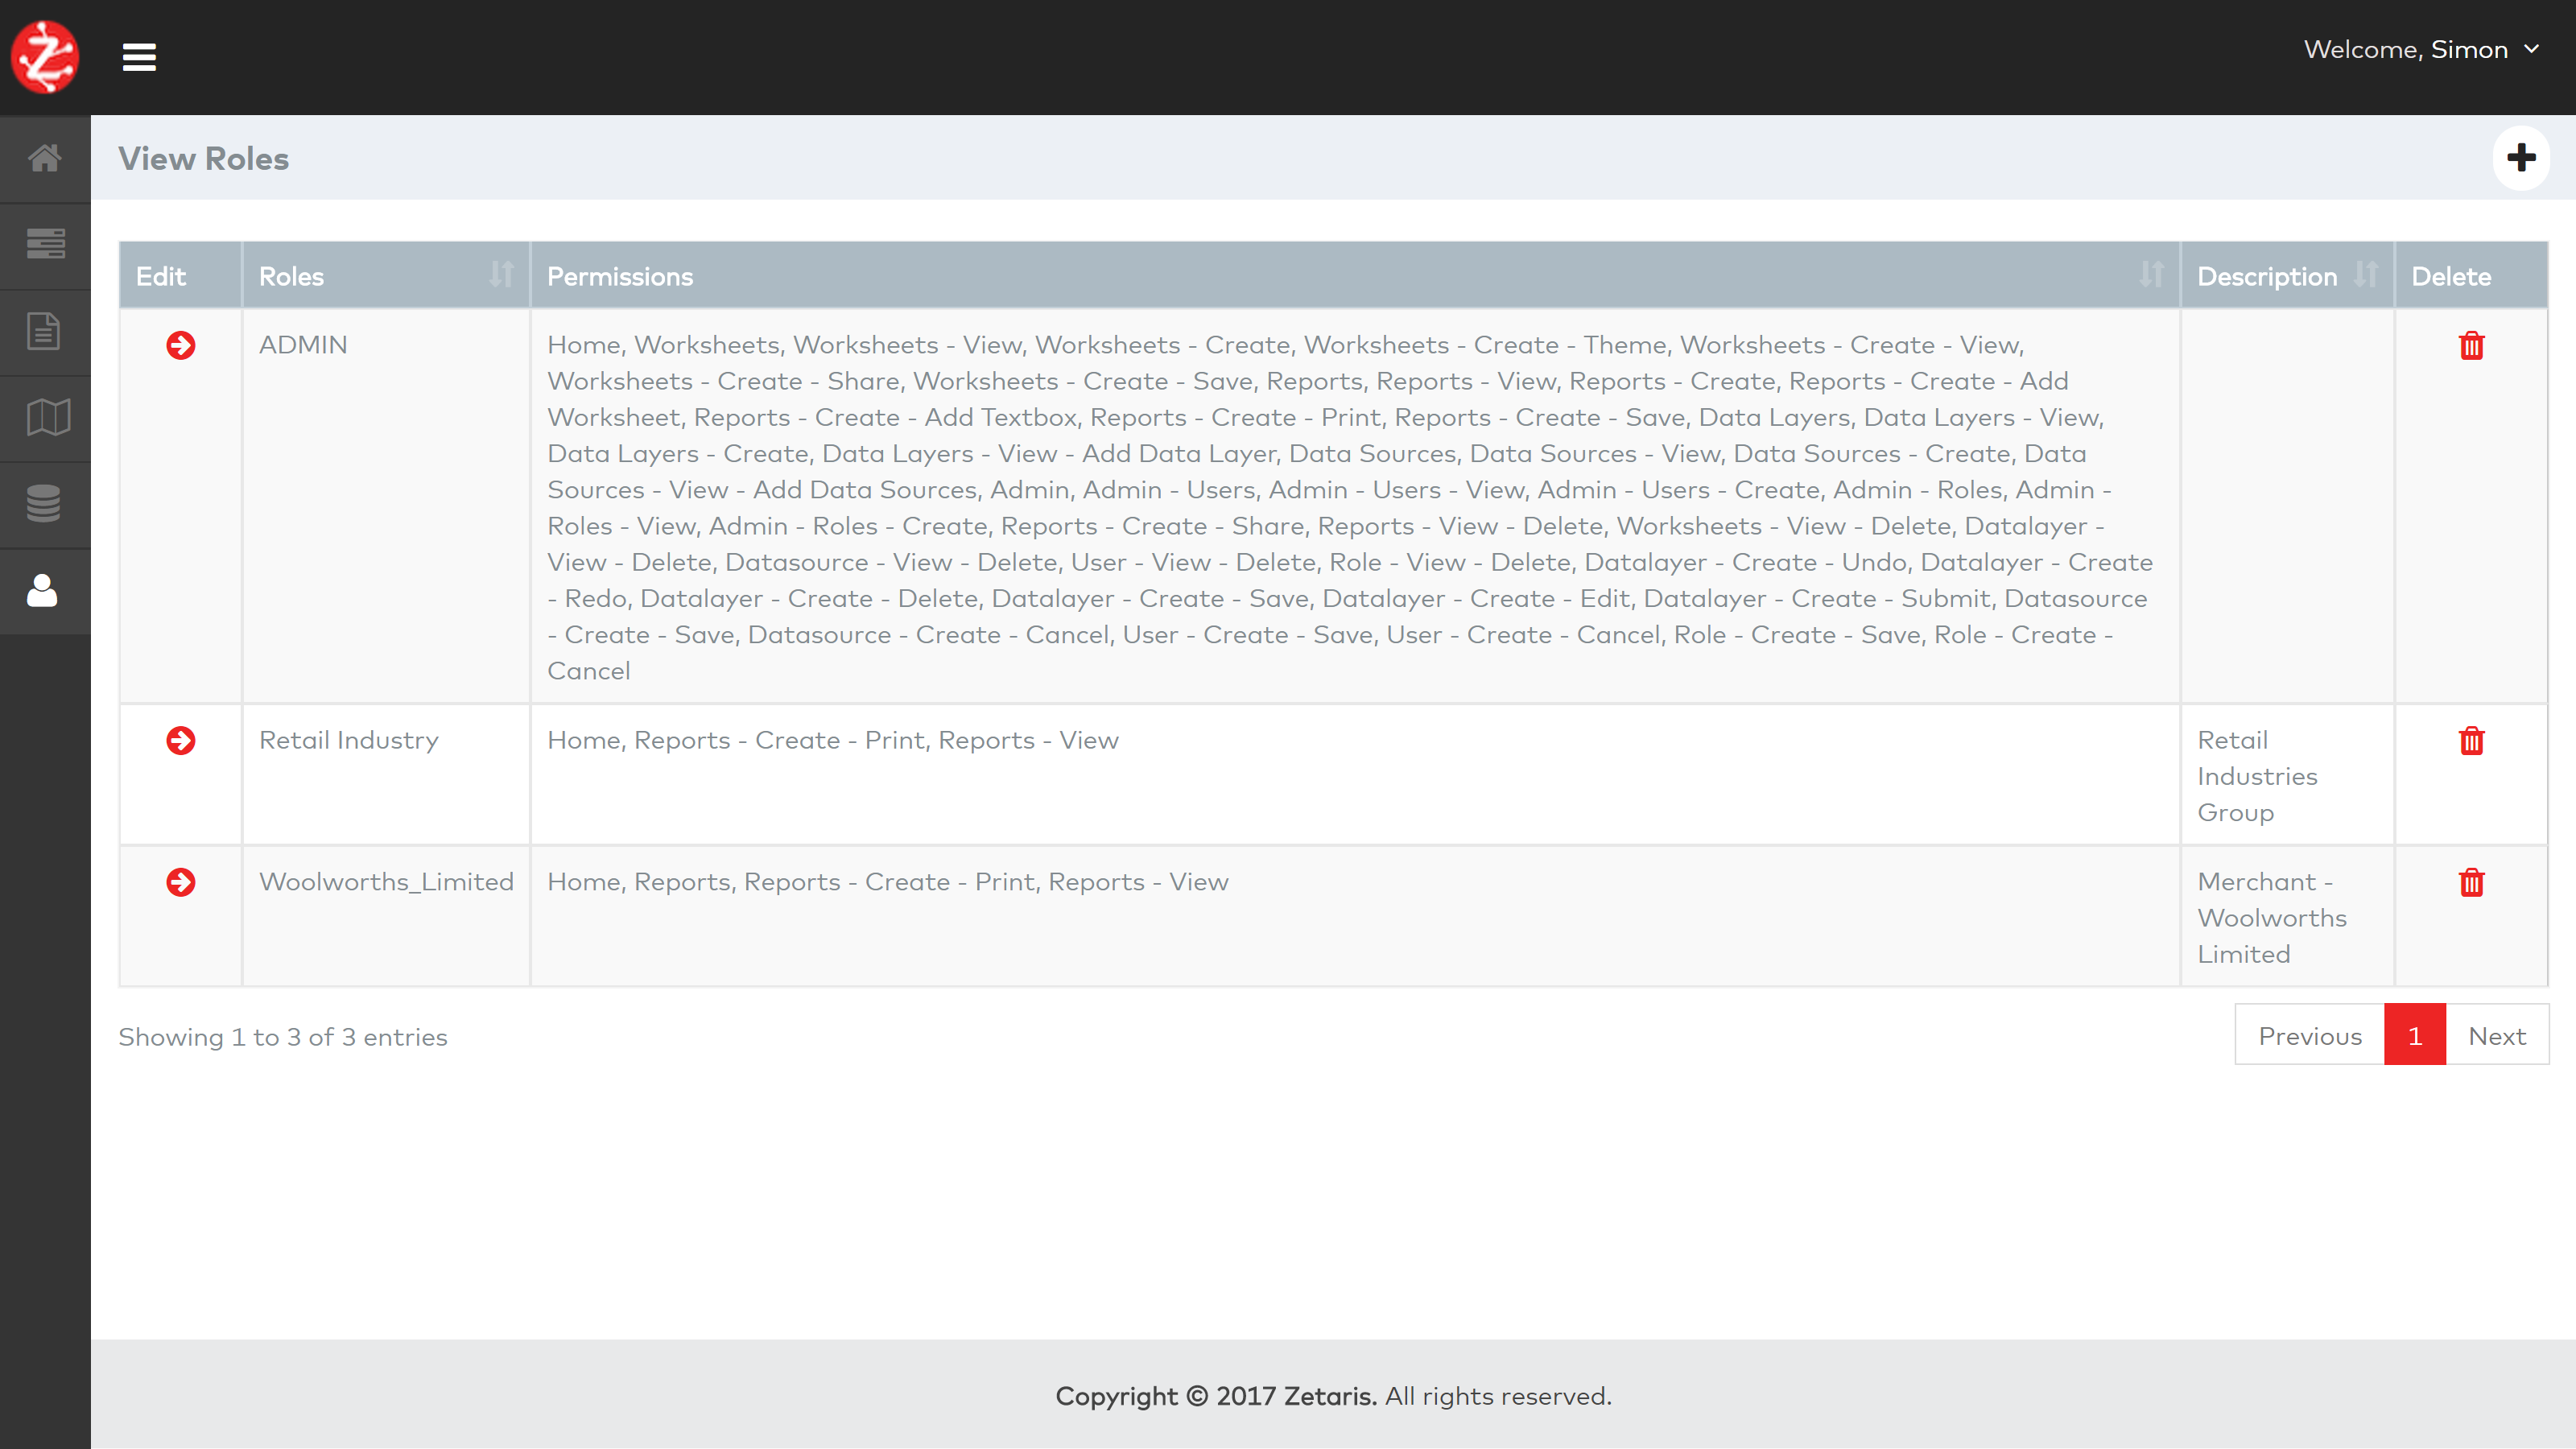 Welcome, Simon
View Roles
Edit Roles Permissions Description Delete
ADMIN
Home, Worksheets, Worksheets - View, Worksheets - Create, Worksheets - Create - Theme, Worksheets - Create - View,
Worksheets - Create - Share, Worksheets - Create - Save, Reports, Reports - View, Reports - Create, Reports - Create - Add
Worksheet, Reports - Create - Add Textbox, Reports - Create - Print, Reports - Create - Save, Data Layers, Data Layers - View,
Data Layers - Create, Data Layers - View - Add Data Layer, Data Sources, Data Sources - View, Data Sources - Create, Data
Sources - View - Add Data Sources, Admin, Admin - Users, Admin - Users - View, Admin - Users - Create, Admin - Roles, Admin -
Roles - View, Admin - Roles - Create, Reports - Create - Share, Reports - View - Delete, Worksheets - View - Delete, Datalayer -
View - Delete, Datasource - View - Delete, User - View - Delete, Role - View - Delete, Datalayer - Create - Undo, Datalayer - Create
- Redo, Datalayer - Create - Delete, Datalayer - Create - Save, Datalayer - Create - Edit, Datalayer - Create - Submit, Datasource
- Create - Save, Datasource - Create - Cancel, User - Create - Save, User - Create - Cancel, Role - Create - Save, Role - Create -
Cancel
Retail Industry
Home, Reports - Create - Print, Reports - View
Retail
Industries
Group
Woolworths_Limited
Home, Reports, Reports - Create - Print, Reports - View
Merchant -
Woolworths
Limited
Showing 1 to 3 of 3 entries
Previous 1 Next
Copyright © 2017 Zetaris. All rights reserved.